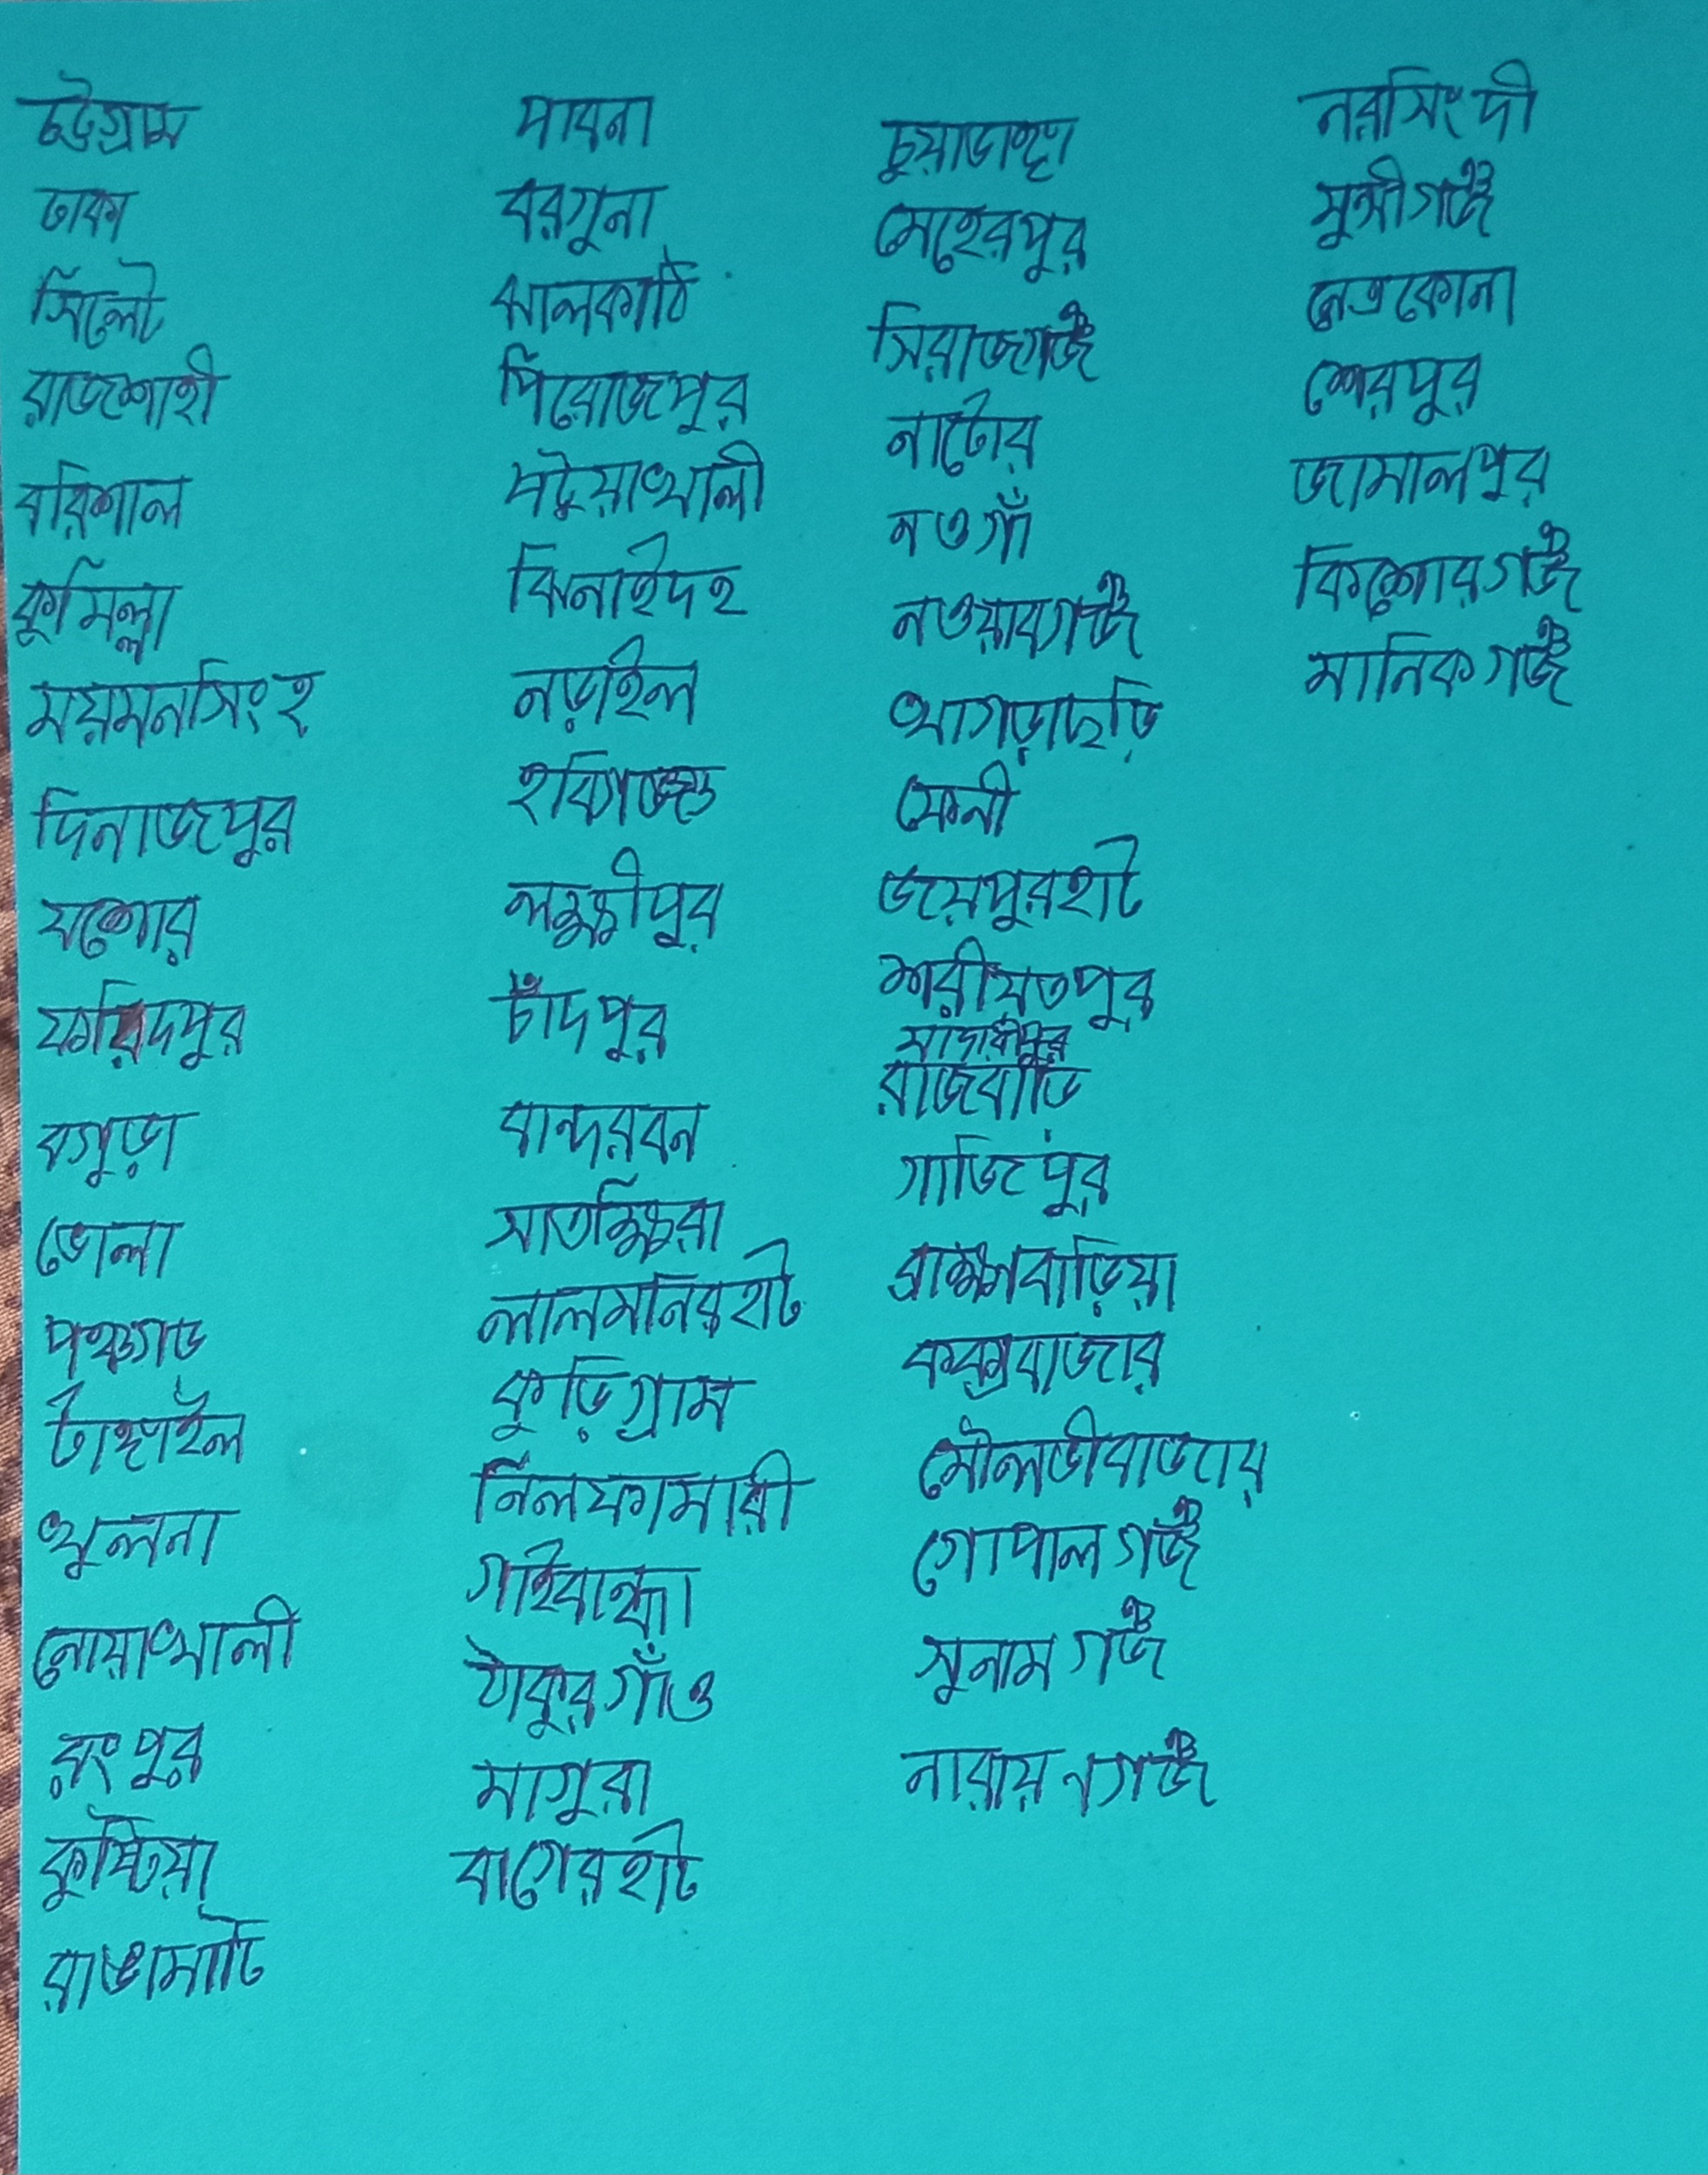 চট্টগ্রাম
ঢাকা
সিলেট
রাজশাহী
বরিশাল
কুমিল্লা
ময়মনসিংহ
দিনাজপুর
যশোর
ফরিদপুর
বগুড়া
ভোলা
পঞ্চগড়
টাঙ্গাইল
খুলনা
নোয়াখালী
রংপুর
কুষ্টিয়া
রাঙামাটি
পাবনা
বরগুনা
ঝালকাঠি
পিরোজপুর
পটুয়াখালী
ঝিনাইদহ
নড়াইল
হবিগঞ্জ
লক্ষ্মীপুর
চাঁদপুর
বান্দরবন
সাতক্ষিরা
লালমনিরহাট
কুড়িগ্রাম
নিলফামারী
গাইবান্ধা
ঠাকুরগাঁও
মাগুরা
বাগেরহাট
চুয়াডাঙ্গা
মেহেরপুর
সিরাজগঞ্জ
নাটোর
নওগাঁ
নওয়াবগঞ্জ
খাগড়াছড়ি
ফেনী
জয়পুরহাট
শরীয়তপুর
মাদারীপুর
রাজবাড়ি
গাজিপুর
ব্রাক্ষণবাড়িয়া
কক্সবাজার
মৌলভীবাজার
গোপালগঞ্জ
সুনামগঞ্জ
নারায়ণগঞ্জ
নরসিংদী
মুন্সীগঞ্জ
নেত্রকোনা
শেরপুর
জামালপুর
কিশোরগঞ্জ
মানিকগঞ্জ